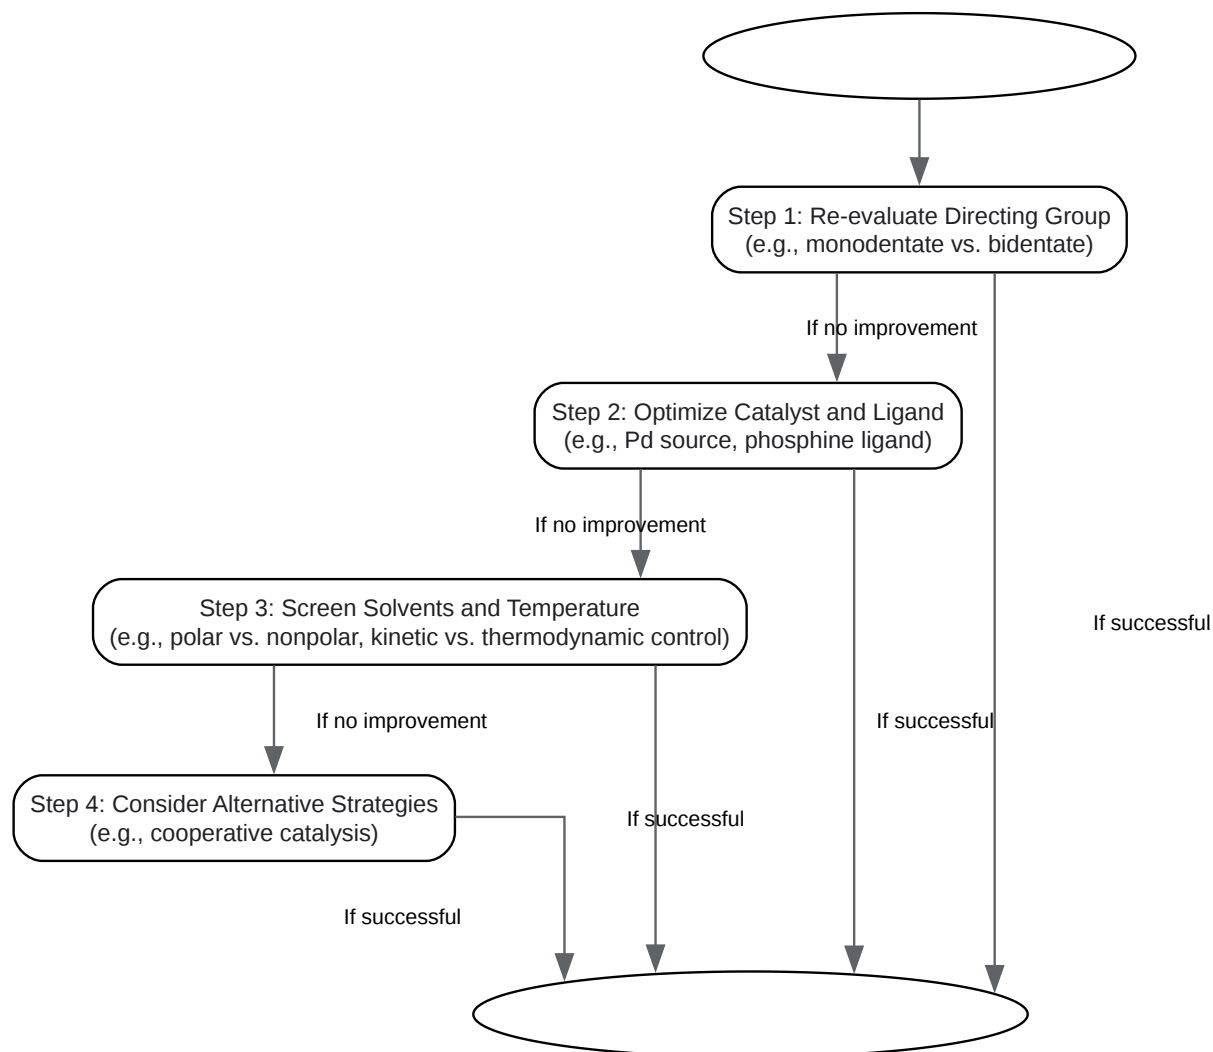 Step 1: Re-evaluate Directing Group
(e.g., monodentate vs. bidentate)
If no improvement
Step 2: Optimize Catalyst and Ligand
(e.g., Pd source, phosphine ligand)
If no improvement
Step 3: Screen Solvents and Temperature
(e.g., polar vs. nonpolar, kinetic vs. thermodynamic control)
If successful
If no improvement
If successful
Step 4: Consider Alternative Strategies
(e.g., cooperative catalysis)
If successful
If successful